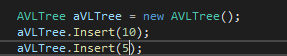 AVLTree aVLTree = new AVLTree();
aVLTree.Insert(10);
aVLTree.Insert(5);